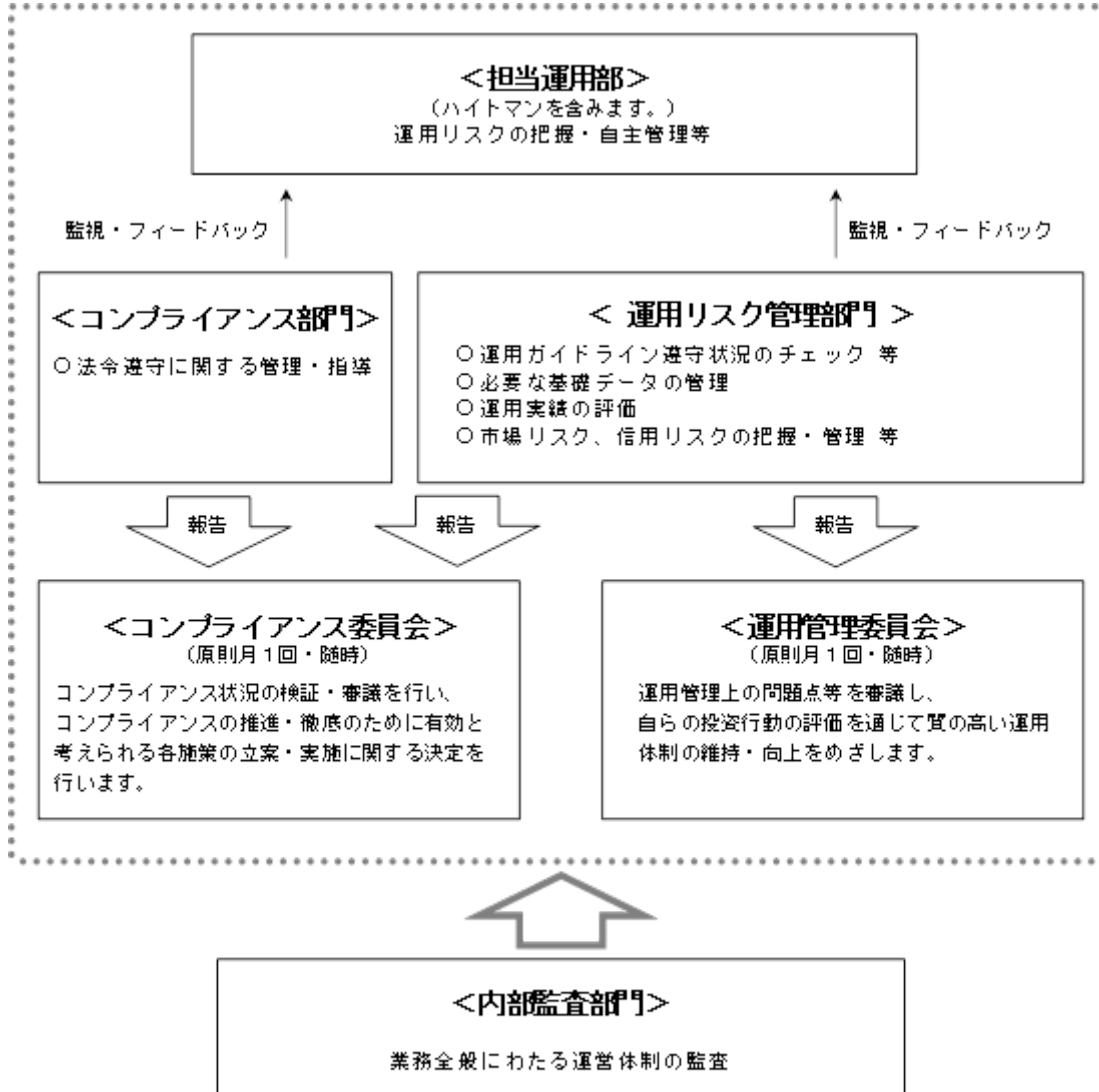 ＜担当運用部＞
（ハイトマンを含みます。）
運用リスクの把握・自主管理等
監視・フィードバック
監視・フィードバック
＜コンプライアンス部門＞
○法令遵守に関する管理・指導
＜ 運用リスク管理部門 ＞
○運用ガイドライン遵守状況のチェック 等
○必要な基礎データの管理
○運用実績の評価
○市場リスク、信用リスクの把握・管理 等
報告
報告
報告
＜コンプライアンス委員会＞
（原則月１回・随時）
コンプライアンス状況の検証・審議を行い、
コンプライアンスの推進・徹底のために有効と
考えられる各施策の立案・実施に関する決定を
行います。
＜運用管理委員会＞
（原則月１回・随時）
運用管理上の問題点等を審議し、
自らの投資行動の評価を通じて質の高い運用
体制の維持・向上をめざします。
＜内部監査部門＞
業務全般にわたる運営体制の監査